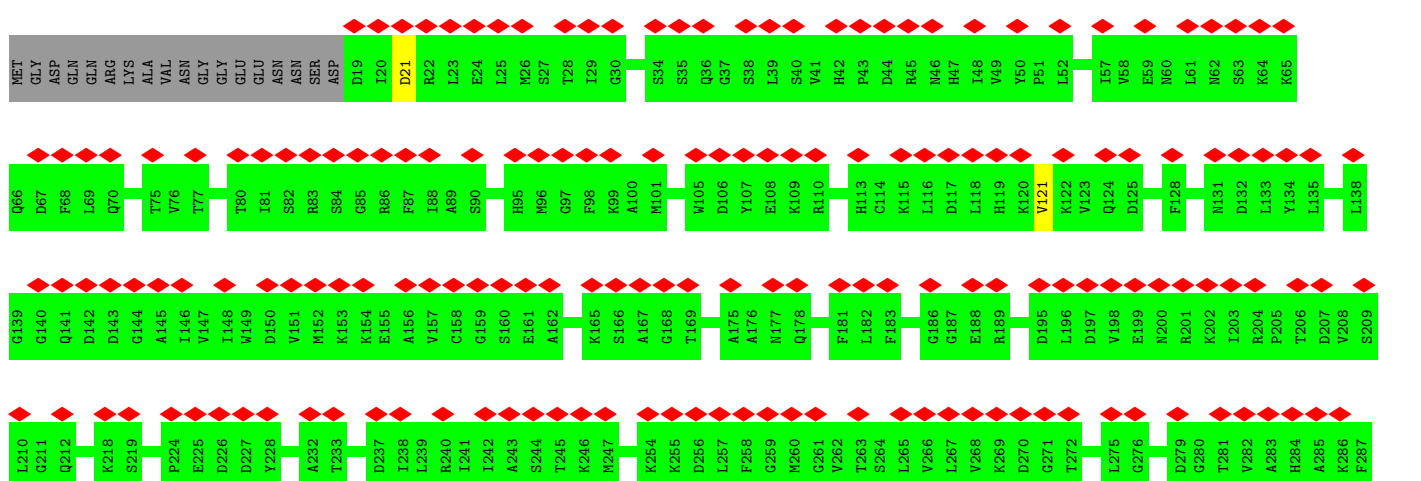 MET GLY ASP GLN GLN ARG LYS ALA VAL ASN GLY GLY GLU GLU ASN ASN SER ASP D19 I20 D21 R22 L23 E24 L25 M26 S27 T28 I29 G30 S34 S35 Q36 G37 S38 L39 S40 V41 H42 P43 D44 R45 N46 H47 I48 V49 Y50 P51 L52 I57 V58 E59 N60 L61 N62 S63 K64 K65
Q66 D67 F68 L69 Q70 T75 V76 T77 T80 I81 S82 R83 S84 G85 R86 F87 I88 A89 S90 H95 M96 G97 F98 K99 A100 M101 W105 D106 Y107 E108 K109 R110 H113 C114 K115 L116 D117 L118 H119 K120 V121 K122 V123 Q124 D125 F128 N131 D132 L133 Y134 L135 L138
G139 G140 Q141 D142 D143 G144 A145 I146 V147 I148 W149 D150 V151 M152 K153 K154 E155 A156 V157 C158 G159 S160 E161 A162 K165 S166 A167 G168 T169 A175 A176 N177 Q178 F181 L182 F183 G186 G187 E188 R189 D195 L196 D197 V198 E199 N200 R201 K202 I203 R204 P205 T206 D207 V208 S209
L210 G211 Q212 K218 S219 P224 E225 D226 D227 Y228 A232 T233 D237 I238 L239 R240 I241 I242 A243 S244 T245 K246 M247 K254 K255 D256 L257 F258 G259 M260 G261 V262 T263 S264 L265 V266 L267 V268 K269 D270 G271 T272 L275 G276 D279 G280 T281 V282 A283 H284 A285 K286 F287